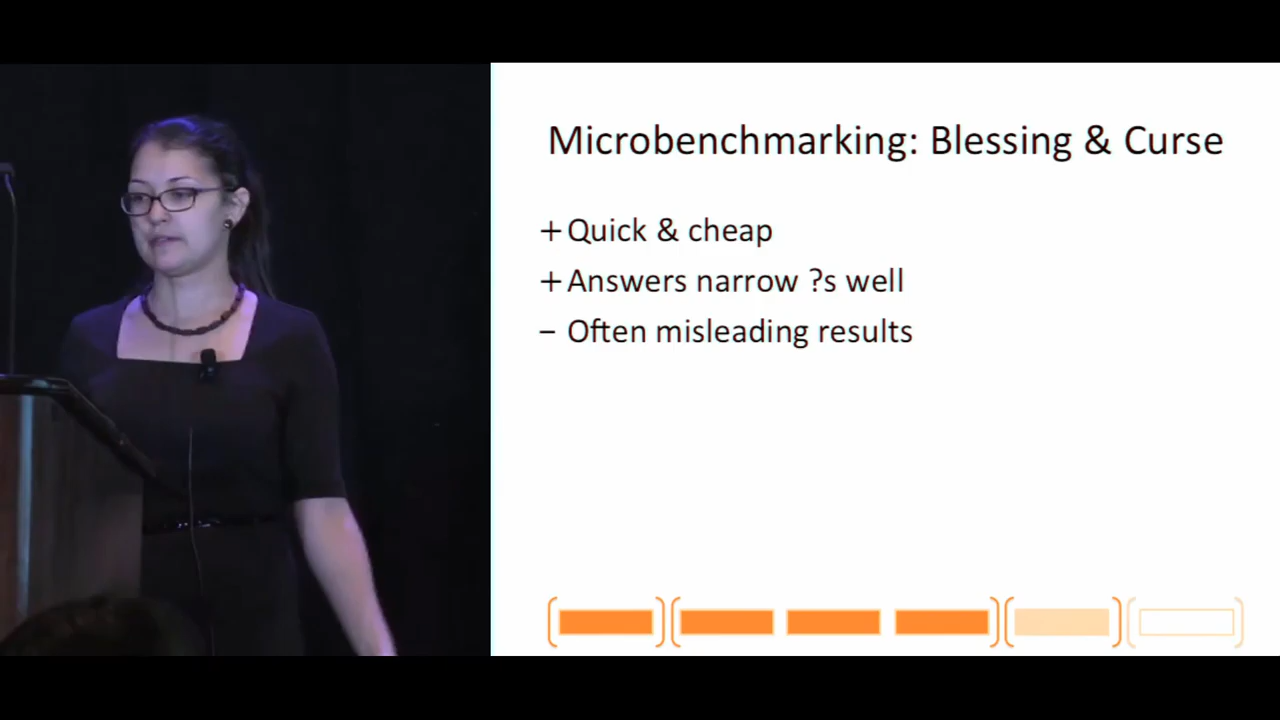 Microbenchmarking: Blessing & Curse
+ Quick & cheap
+ Answers narrow ?s well
– Often misleading results